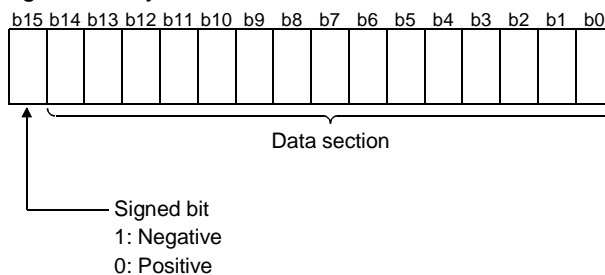 b15 b14 b13 b12 b11 b10 b9 b8 b7 b6 b5 b4 b3 b2 b1 b0
Data section
Signed bit
1: Negative
0: Positive